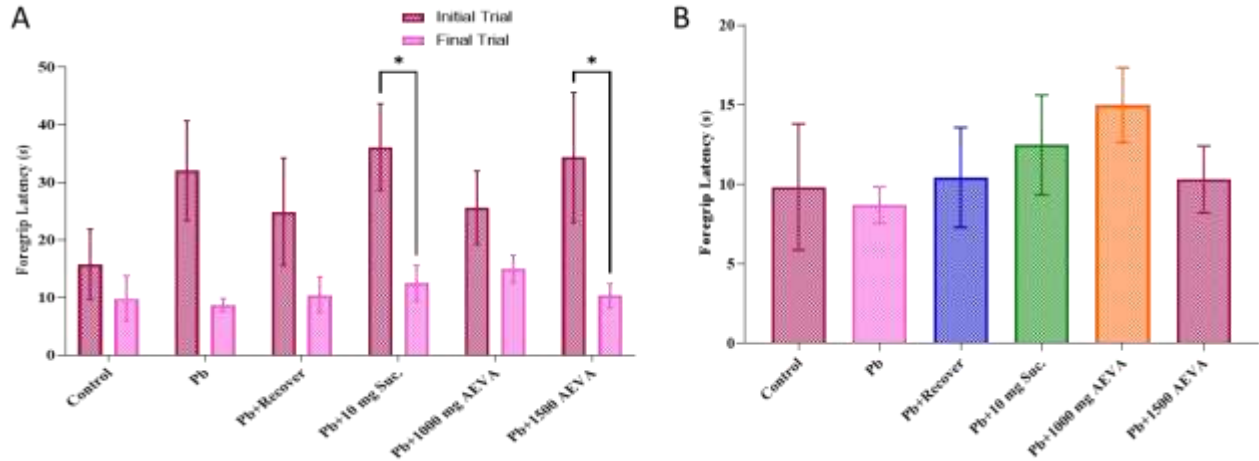 A
Initial Trial
Final Trial
Foregrip Latency (s)
50
40
30
20
10
0
*
*
Control
Pb
Pb+Recover
Pb+10 mg Suc.
Pb+1000 mg AEVA
Pb+1500 AEVA
B
Foregrip Latency (s)
20
15
10
5
0
Control
Pb
Pb+Recover
Pb+10 mg Suc.
Pb+1000 mg AEVA
Pb+1500 AEVA